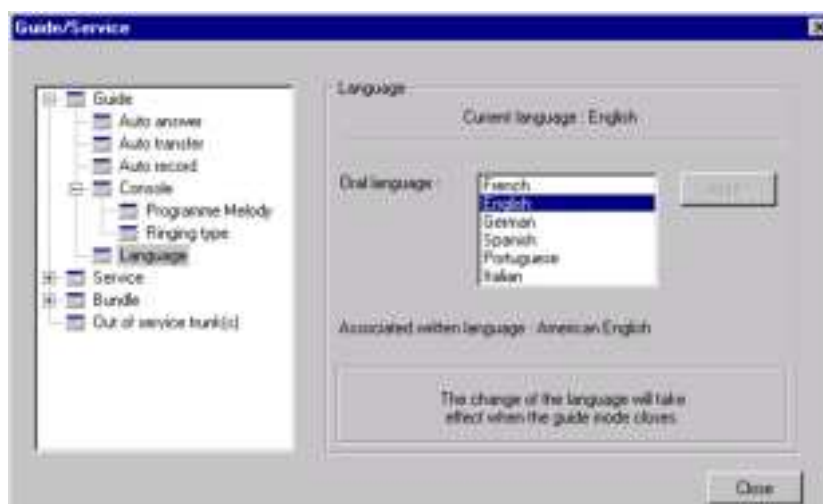 Guide/Service
Guide
Auto answer
Auto transfer
Auto record
Console
Programme Melody
Ringing type
Language
Service
Bundle
Out of service trunk(s)
Language
Current language : English
Oral language :
French
English
German
Spanish
Portuguese
Italian
Associated written language : American English
The change of the language will take
effect when the guide mode closes
Close